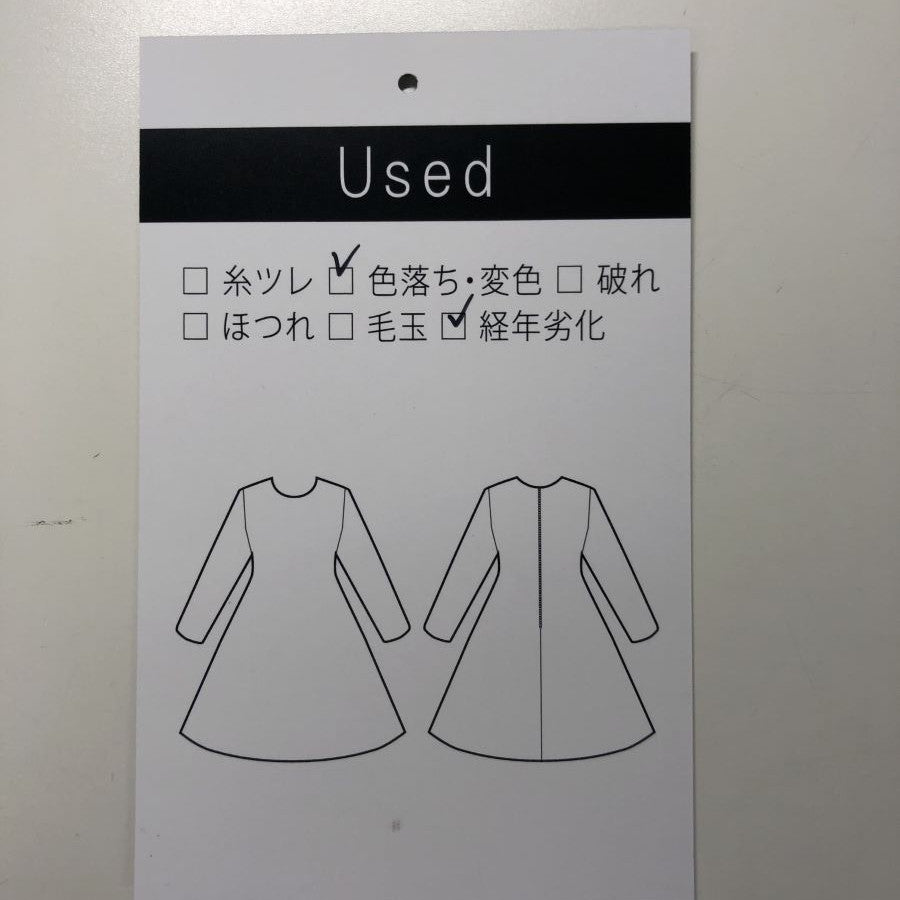 Used
□ 糸ツレ ☑ 色落ち・変色 □ 破れ
□ ほつれ □ 毛玉 ☑ 経年劣化